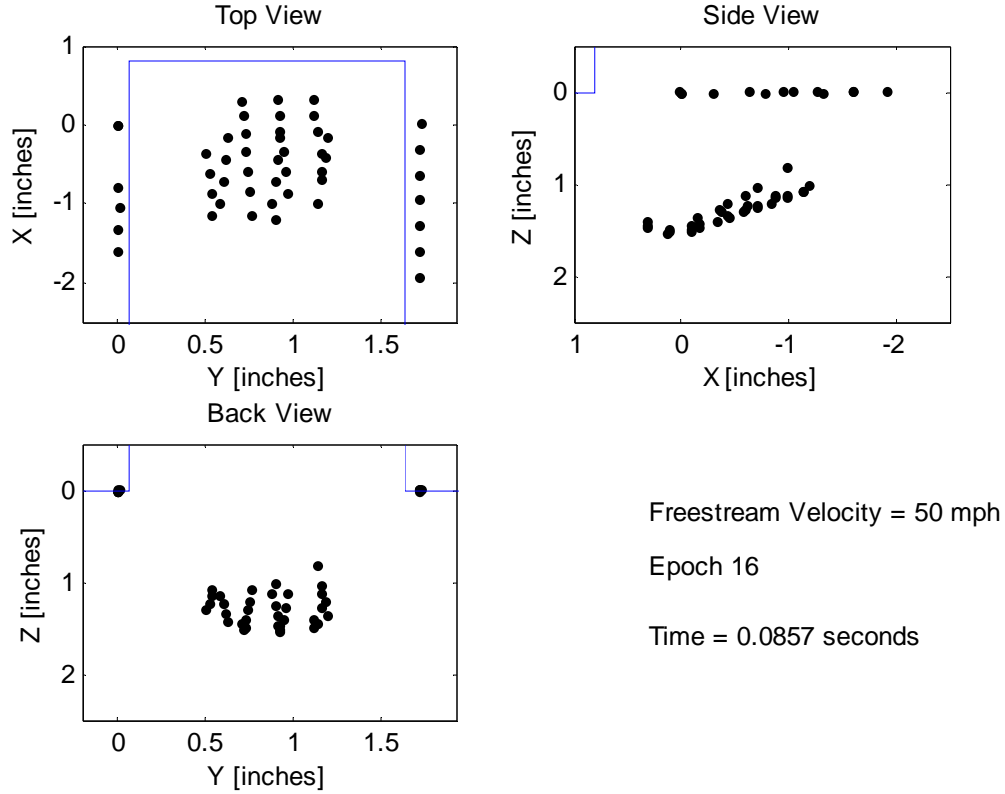 Top View
1
0
-1
-2
X [inches]
0
0.5
1
1.5
Y [inches]
Side View
0
1
2
Z [inches]
1
0
-1
-2
X [inches]
Back View
0
1
2
Z [inches]
0
0.5
1
1.5
Y [inches]
Freestream Velocity = 50 mph
Epoch 16
Time = 0.0857 seconds